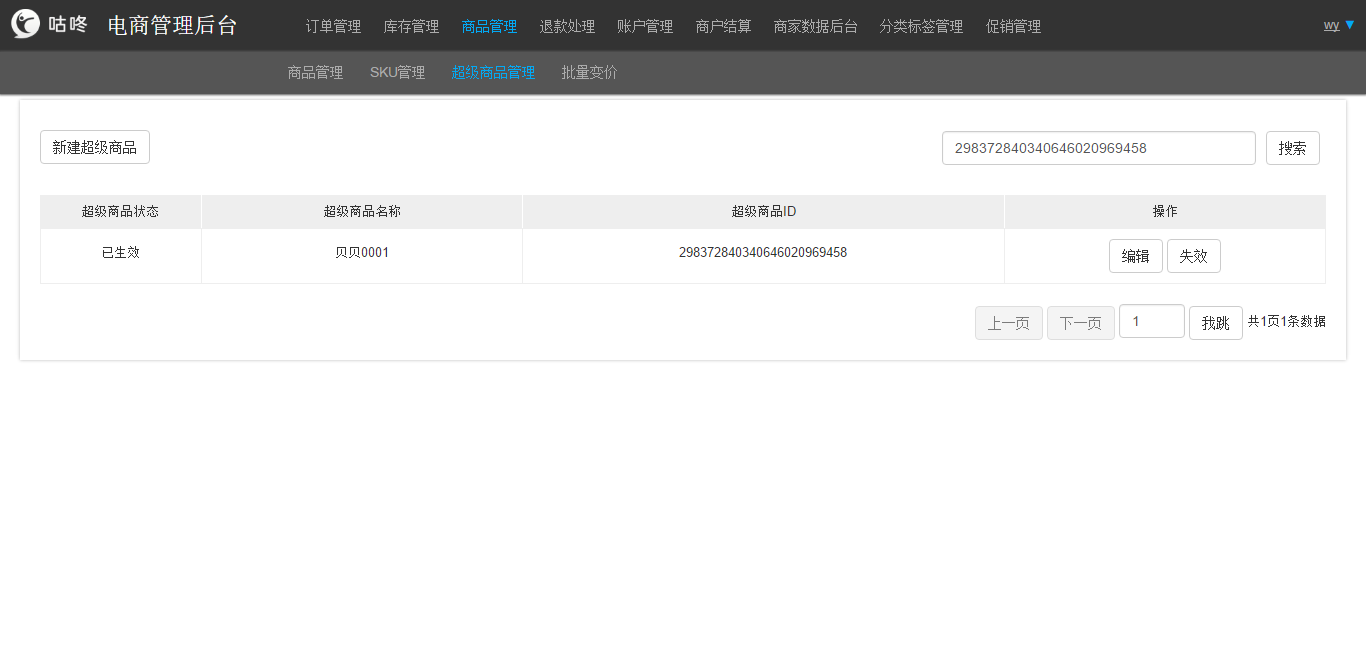 咕咚 电商管理后台 订单管理 库存管理 商品管理 退款处理 账户管理 商户结算 商家数据后台 分类标签管理 促销管理 wy
商品管理 SKU管理 超级商品管理 批量变价
新建超级商品 298372840340646020969458 搜索
超级商品状态 超级商品名称 超级商品ID 操作
已生效 贝贝0001 298372840340646020969458 编辑 失效
上一页 下一页 1 我跳 共1页1条数据